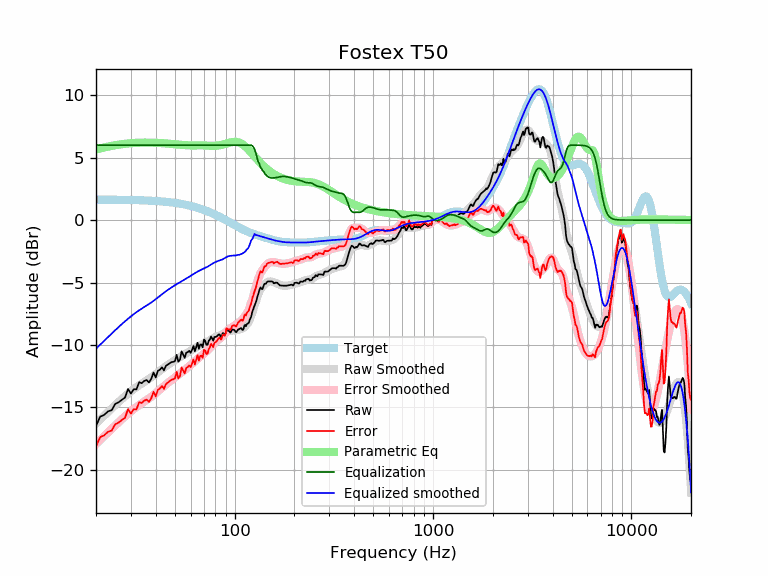 Fostex T50
Amplitude (dBr)
10
5
0
−5
−10
−15
−20
Target
Raw Smoothed
Error Smoothed
Raw
Error
Parametric Eq
Equalization
Equalized smoothed
100
1000
10000
Frequency (Hz)